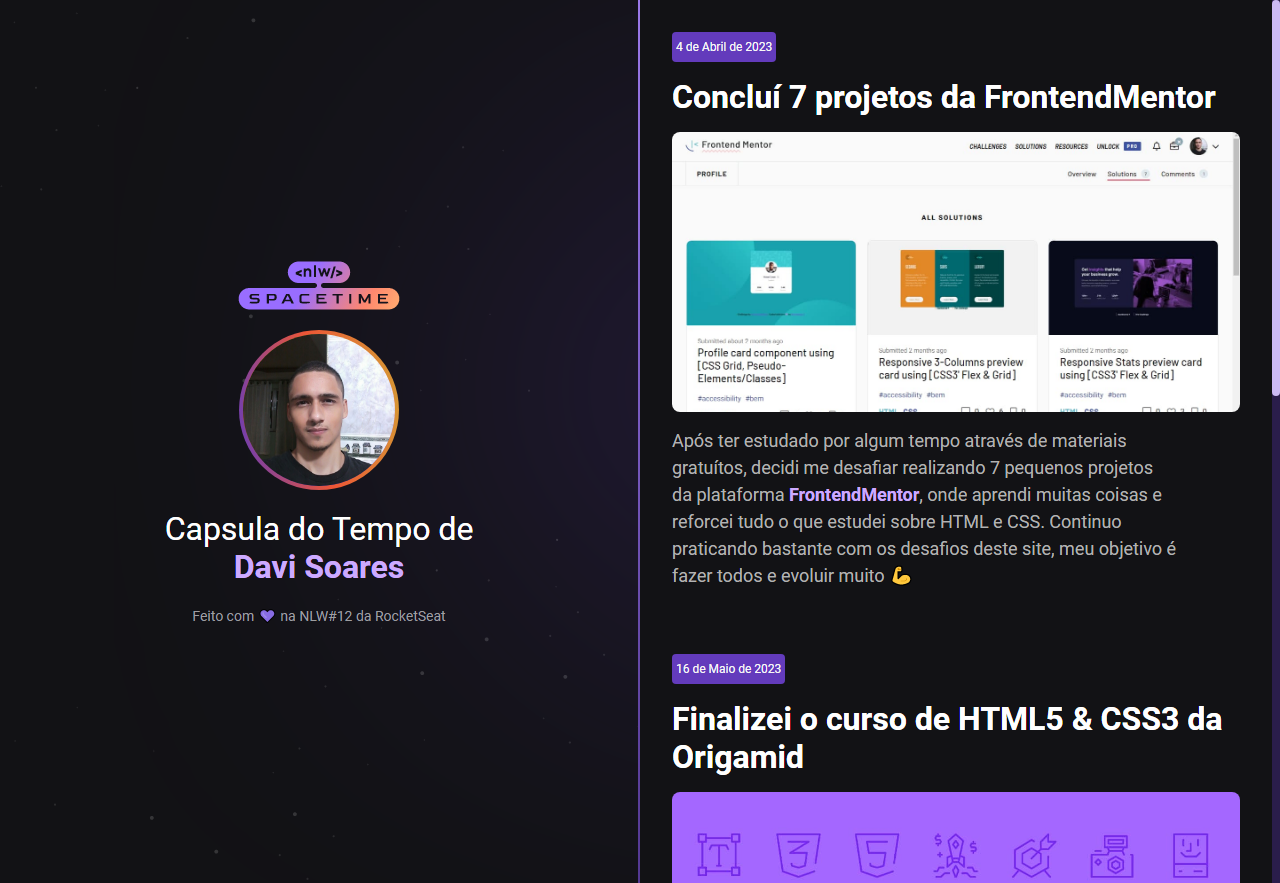 <nlw/>
SPACETIME
Capsula do Tempo de
Davi Soares
Feito com 💜 na NLW#12 da RocketSeat
4 de Abril de 2023
Concluí 7 projetos da FrontendMentor
Frontend Mentor
CHALLENGES SOLUTIONS RESOURCES UNLOCK PRO
PROFILE
Overview Solutions 7 Comments
ALL SOLUTIONS
Submitted about 2 months ago
Profile card component using
[CSS Grid, Pseudo-
Elements/Classes]
#accessibility #bem
Submitted 2 months ago
Responsive 3-Columns preview
card using [CSS3' Flex & Grid]
#accessibility #bem
HTML CSS
Submitted 2 months ago
Responsive Stats preview card
using [CSS3' Flex & Grid]
#accessibility #bem
HTML CSS
Após ter estudado por algum tempo através de materiais
gratuítos, decidi me desafiar realizando 7 pequenos projetos
da plataforma FrontendMentor, onde aprendi muitas coisas e
reforcei tudo o que estudei sobre HTML e CSS. Continuo
praticando bastante com os desafios deste site, meu objetivo é
fazer todos e evoluir muito 💪
16 de Maio de 2023
Finalizei o curso de HTML5 & CSS3 da
Origamid